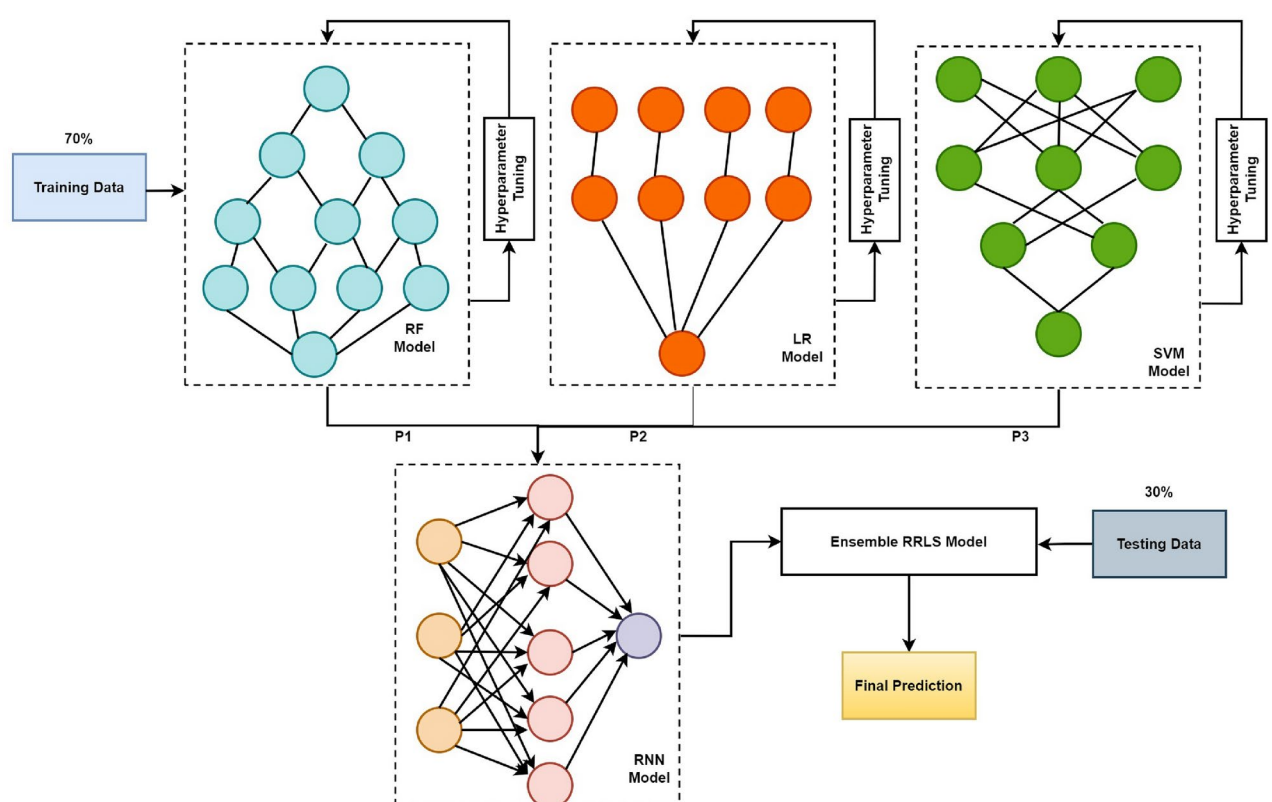 70%
Training Data
Hyperparameter
Tuning
RF
Model
Hyperparameter
Tuning
LR
Model
Hyperparameter
Tuning
SVM
Model
P1
P2
P3
30%
Ensemble RRLS Model
Testing Data
Final Prediction
RNN
Model